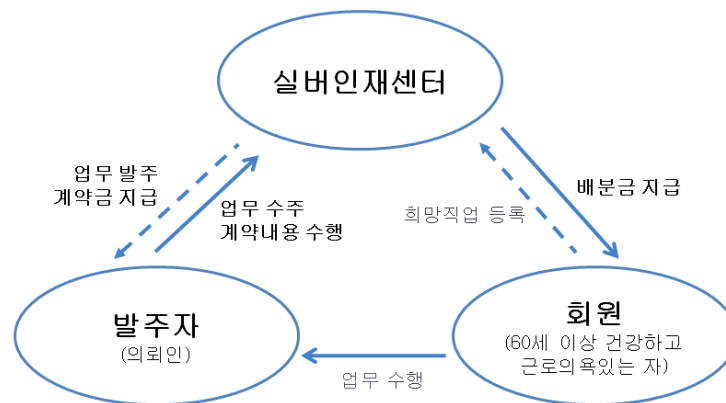 실버인재센터
업무 발주
계약금 지급
업무 수주
계약내용 수행
희망직업 등록
배분금 지급
발주자
(의뢰인)
회원
(60세 이상 건강하고
근로의욕있는 자)
업무 수행